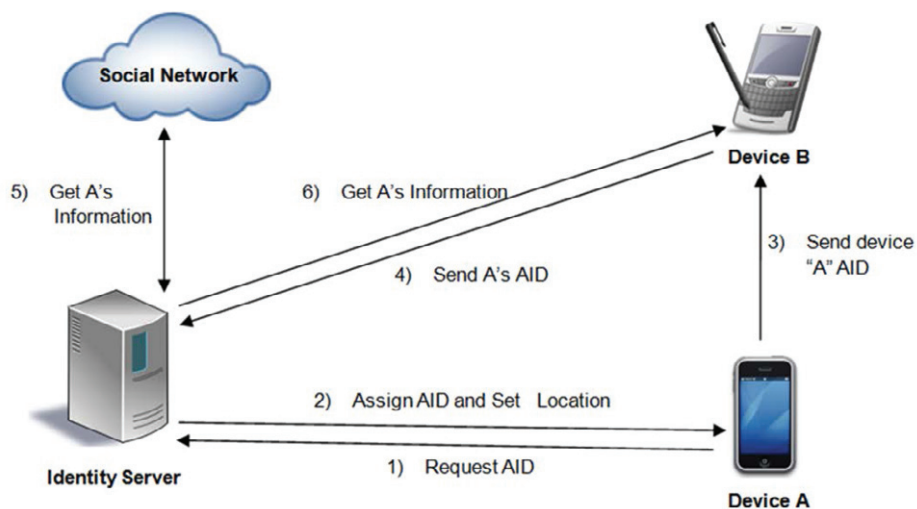 Social Network
Device B
5) Get A's
Information
6) Get A's Information
3) Send device
"A" AID
4) Send A's AID
2) Assign AID and Set Location
1) Request AID
Identity Server
Device A